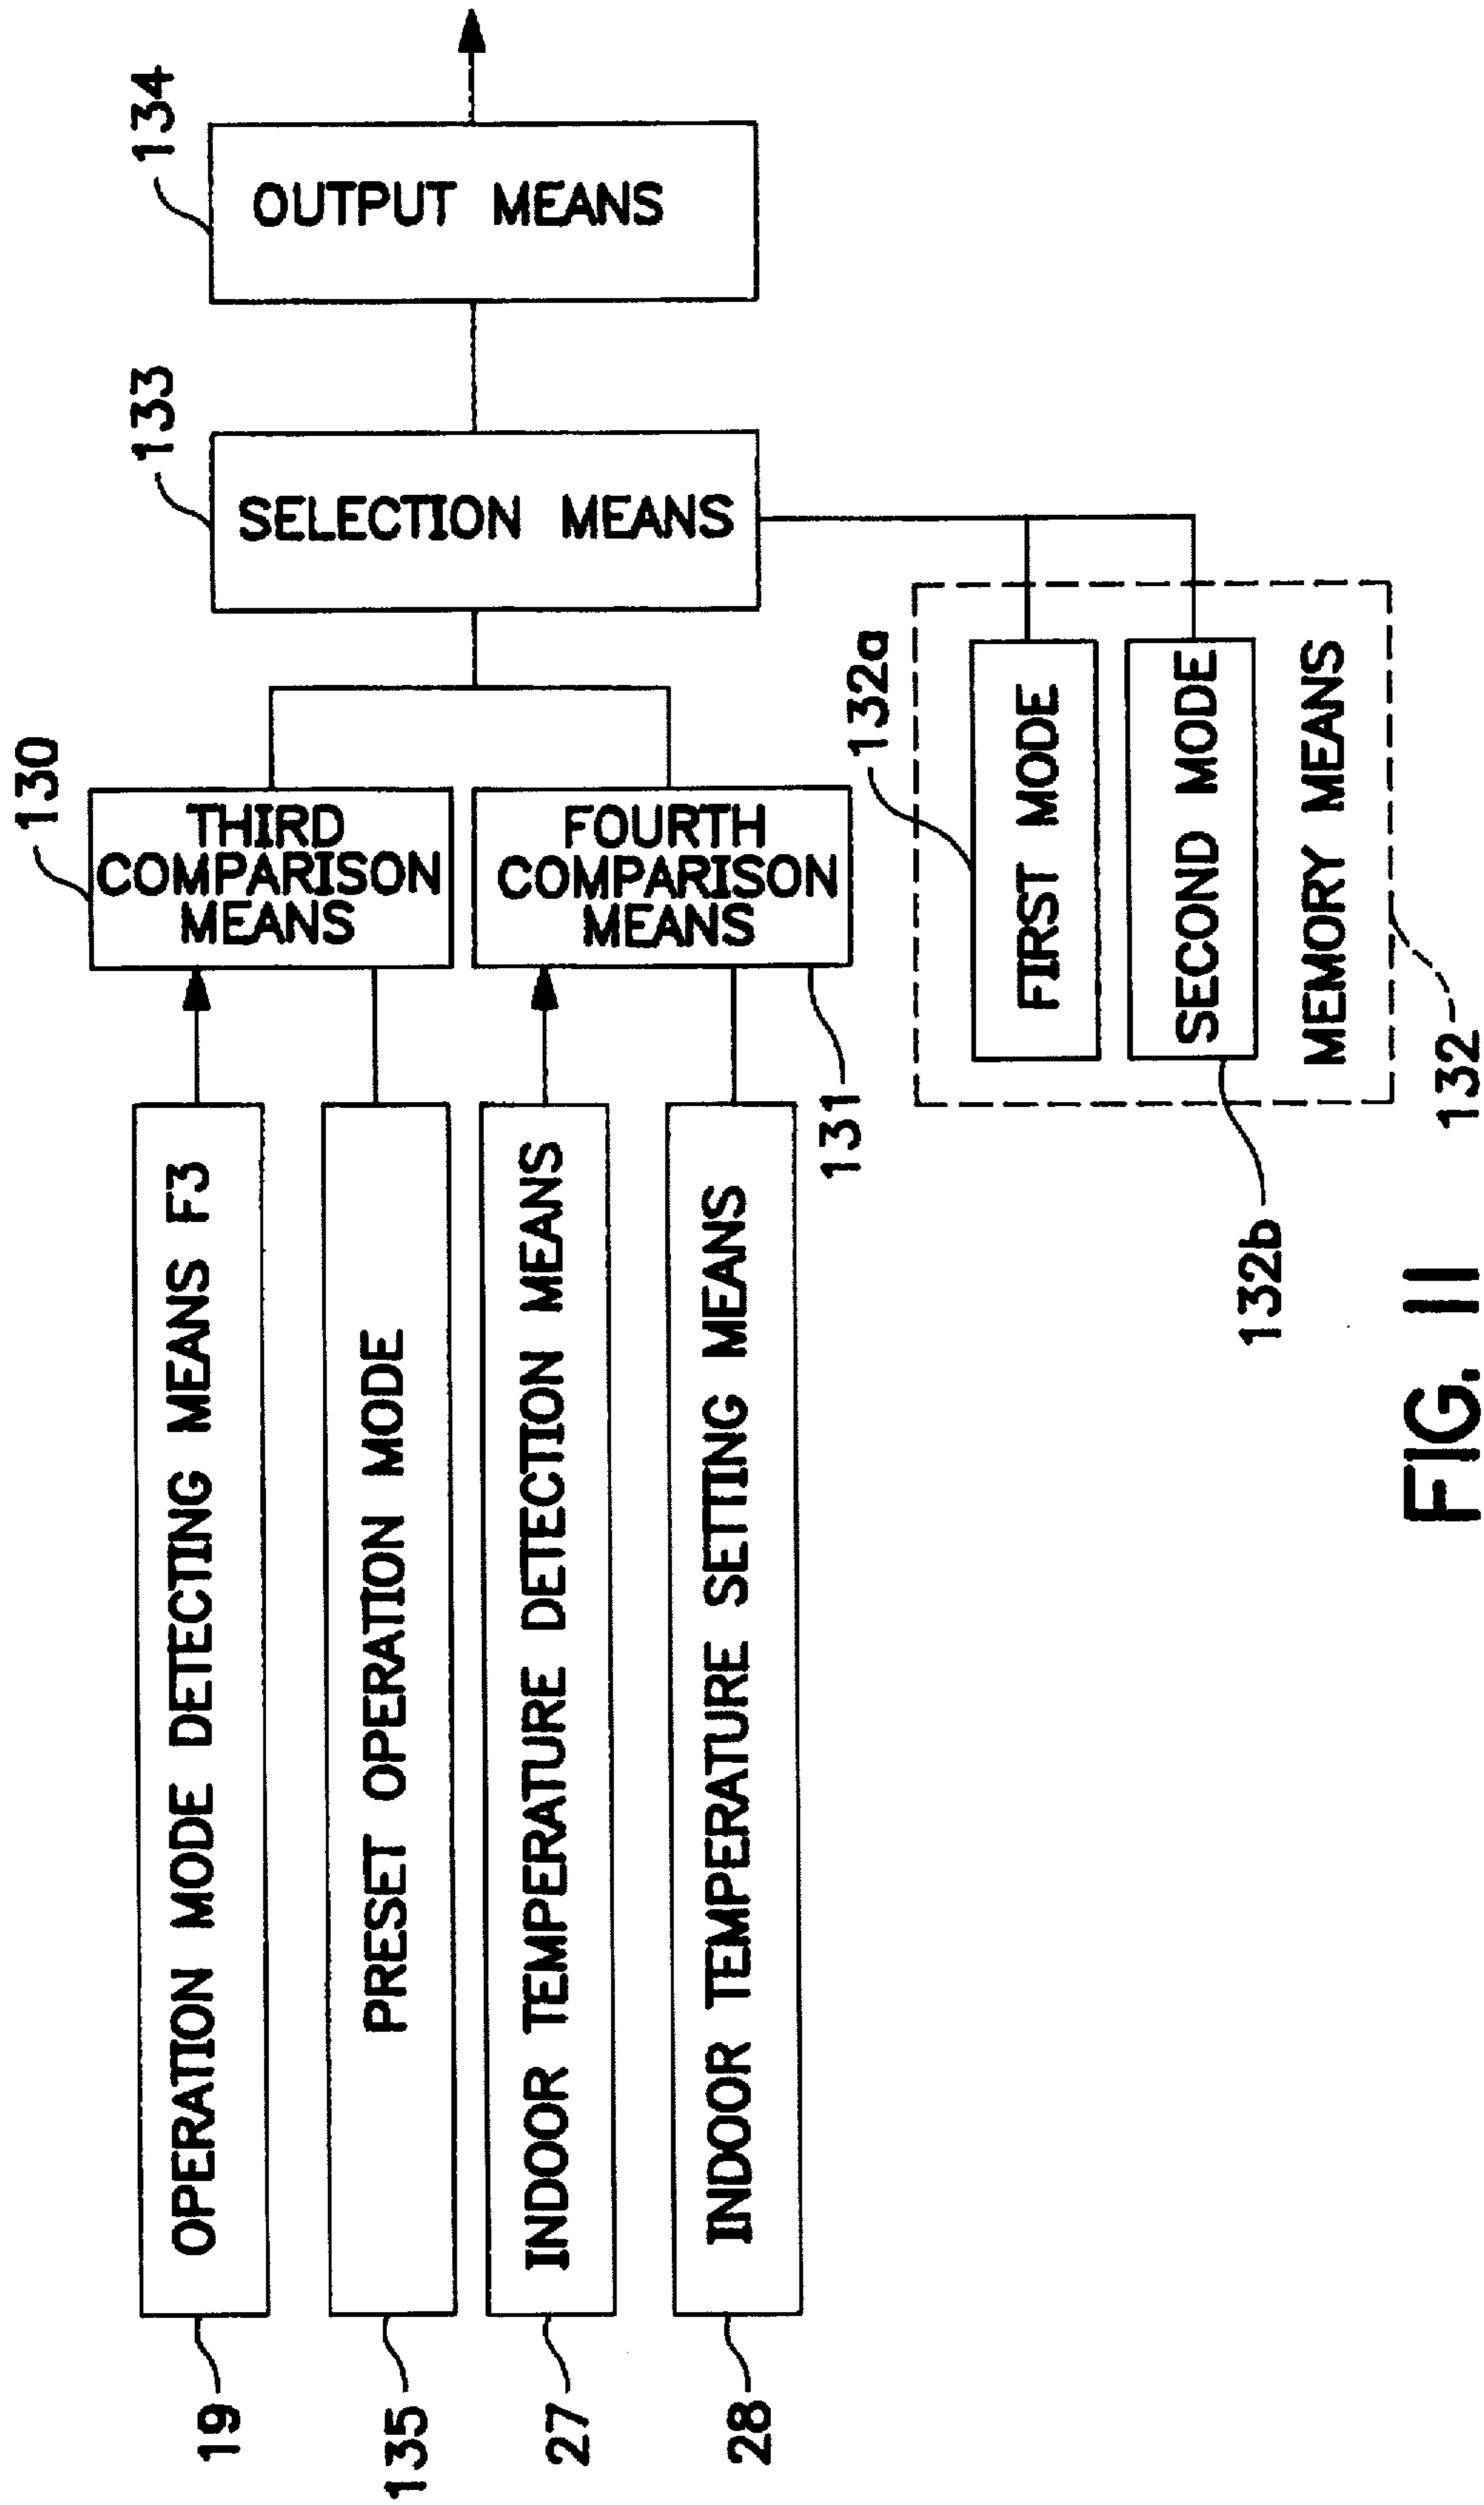 19
OPERATION MODE DETECTING MEANS F3
135
PRESET OPERATION MODE
27
INDOOR TEMPERATURE DETECTION MEANS
28
INDOOR TEMPERATURE SETTING MEANS
130
THIRD
COMPARISON
MEANS
FOURTH
COMPARISON
MEANS
131
133
SELECTION MEANS
134
OUTPUT MEANS
132a
FIRST MODE
SECOND MODE
132b
MEMORY MEANS
132
FIG. 11